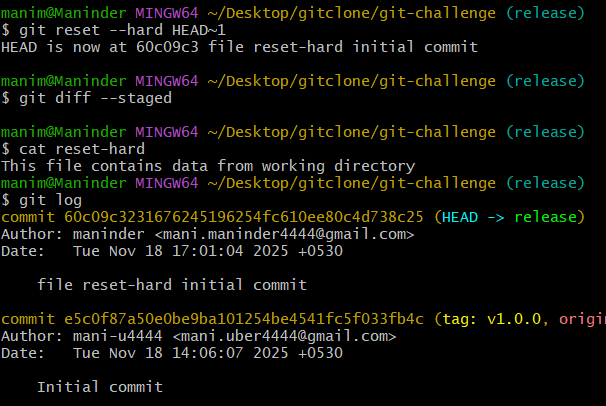 manim@Maninder MINGW64 ~/Desktop/gitclone/git-challenge (release)
$ git reset --hard HEAD~1
HEAD is now at 60c09c3 file reset-hard initial commit
manim@Maninder MINGW64 ~/Desktop/gitclone/git-challenge (release)
$ git diff --staged
manim@Maninder MINGW64 ~/Desktop/gitclone/git-challenge (release)
$ cat reset-hard
This file contains data from working directory
manim@Maninder MINGW64 ~/Desktop/gitclone/git-challenge (release)
$ git log
commit 60c09c3231676245196254fc610ee80c4d738c25 (HEAD -> release)
Author: maninder <mani.maninder4444@gmail.com>
Date:   Tue Nov 18 17:01:04 2025 +0530
    file reset-hard initial commit
commit e5c0f87a50e0be9ba101254be4541fc5f033fb4c (tag: v1.0.0, origi
Author: mani-u4444 <mani.uber4444@gmail.com>
Date:   Tue Nov 18 14:06:07 2025 +0530
    Initial commit